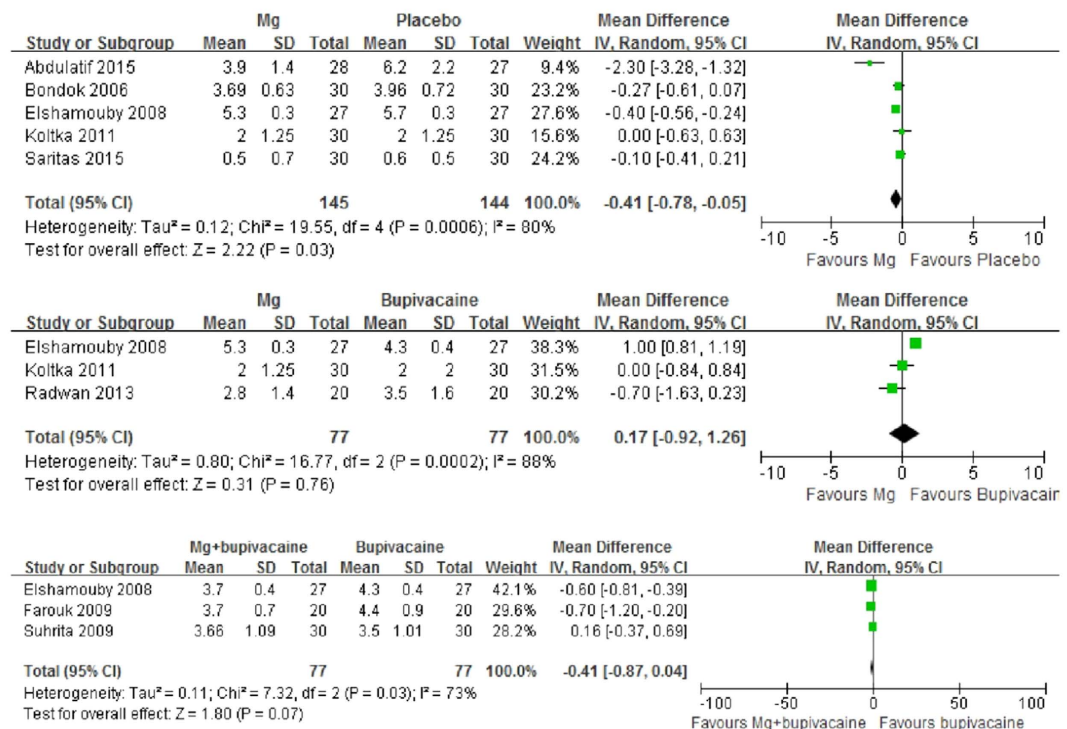 Mg Placebo Mean Difference Mean Difference
Study or Subgroup Mean SD Total Mean SD Total Weight IV, Random, 95% CI IV, Random, 95% CI
Abdulatif 2015 3.9 1.4 28 6.2 2.2 27 9.4% -2.30 [-3.28, -1.32]
Bondok 2006 3.69 0.63 30 3.96 0.72 30 23.2% -0.27 [-0.61, 0.07]
Elshamouby 2008 5.3 0.3 27 5.7 0.3 27 27.6% -0.40 [-0.56, -0.24]
Koltka 2011 2 1.25 30 2 1.25 30 15.6% 0.00 [-0.63, 0.63]
Saritas 2015 0.5 0.7 30 0.6 0.5 30 24.2% -0.10 [-0.41, 0.21]
Total (95% CI) 145 144 100.0% -0.41 [-0.78, -0.05]
Heterogeneity: Tau² = 0.12; Chi² = 19.55, df = 4 (P = 0.0006); I² = 80%
Test for overall effect: Z = 2.22 (P = 0.03)
-10 -5 0 5 10
Favours Mg Favours Placebo
Mg Bupivacaine Mean Difference Mean Difference
Study or Subgroup Mean SD Total Mean SD Total Weight IV, Random, 95% CI IV, Random, 95% CI
Elshamouby 2008 5.3 0.3 27 4.3 0.4 27 38.3% 1.00 [0.81, 1.19]
Koltka 2011 2 1.25 30 2 2 30 31.5% 0.00 [-0.84, 0.84]
Radwan 2013 2.8 1.4 20 3.5 1.6 20 30.2% -0.70 [-1.63, 0.23]
Total (95% CI) 77 77 100.0% 0.17 [-0.92, 1.26]
Heterogeneity: Tau² = 0.80; Chi² = 16.77, df = 2 (P = 0.0002); I² = 88%
Test for overall effect: Z = 0.31 (P = 0.76)
-10 -5 0 5 10
Favours Mg Favours Bupivacain
Mg+bupivacaine Bupivacaine Mean Difference Mean Difference
Study or Subgroup Mean SD Total Mean SD Total Weight IV, Random, 95% CI IV, Random, 95% CI
Elshamouby 2008 3.7 0.4 27 4.3 0.4 27 42.1% -0.60 [-0.81, -0.39]
Farouk 2009 3.7 0.7 20 4.4 0.9 20 29.6% -0.70 [-1.20, -0.20]
Suhrita 2009 3.66 1.09 30 3.5 1.01 30 28.2% 0.16 [-0.37, 0.69]
Total (95% CI) 77 77 100.0% -0.41 [-0.87, 0.04]
Heterogeneity: Tau² = 0.11; Chi² = 7.32, df = 2 (P = 0.03); I² = 73%
Test for overall effect: Z = 1.80 (P = 0.07)
-100 -50 0 50 100
Favours Mg+bupivacaine Favours bupivacaine